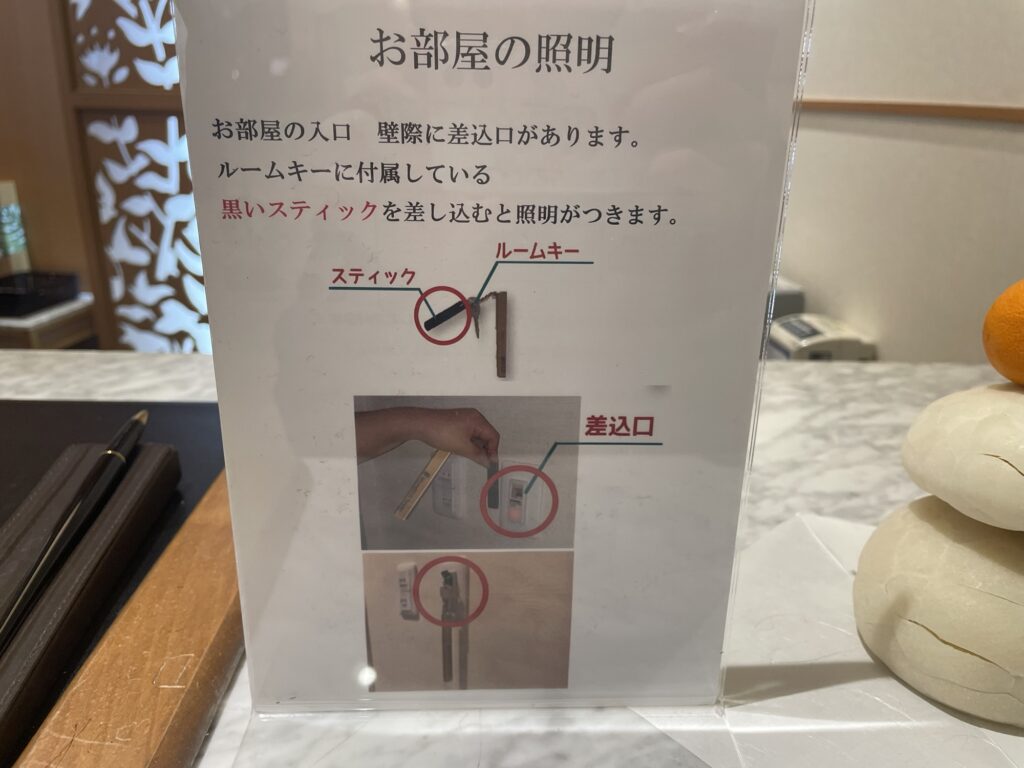 お部屋の照明
お部屋の入口　壁際に差込口があります。
ルームキーに付属している
黒いスティックを差し込むと照明がつきます。
ルームキー
スティック
差込口